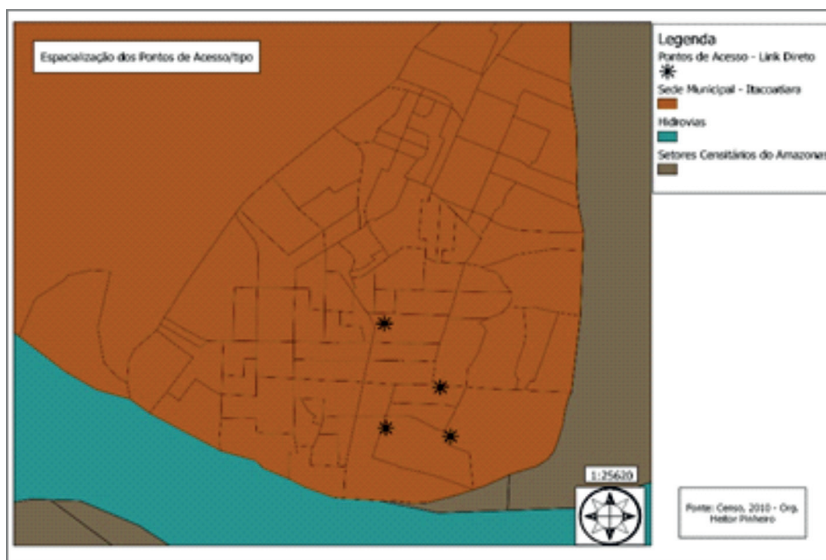 Espacialização dos Pontos de Acesso/tipo
Legenda
Pontos de Acesso - Link Direto
Sede Municipal - Itacoatiara
Hidrovias
Setores Censitários do Amazonas
1:25620
Fonte: Censo, 2010 - Org.
Heitor Pinheiro